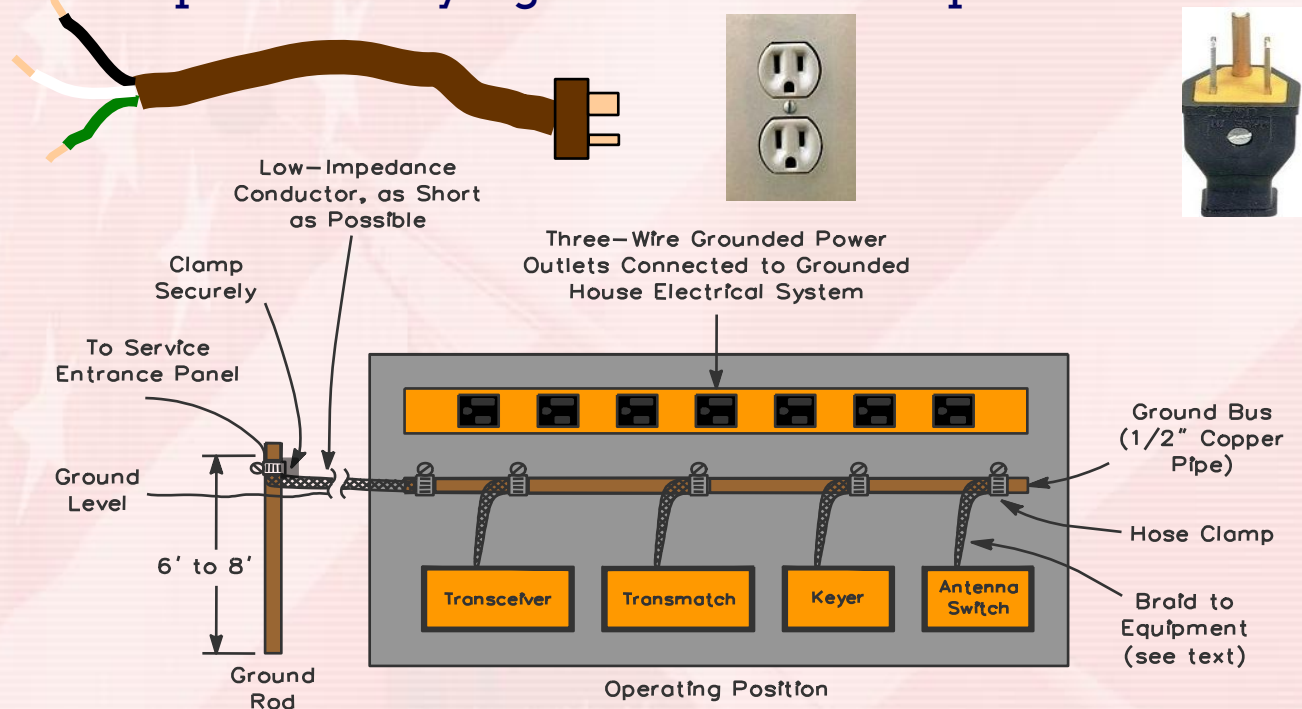 Low-Impedance
Conductor, as Short
as Possible
Three-Wire Grounded Power
Outlets Connected to Grounded
House Electrical System
Clamp
Securely
To Service
Entrance Panel
Ground Bus
(1/2" Copper
Pipe)
Ground
Level
Hose Clamp
6' to 8'
Transceiver
Transmatch
Keyer
Antenna
Switch
Braid to
Equipment
(see text)
Ground
Rod
Operating Position